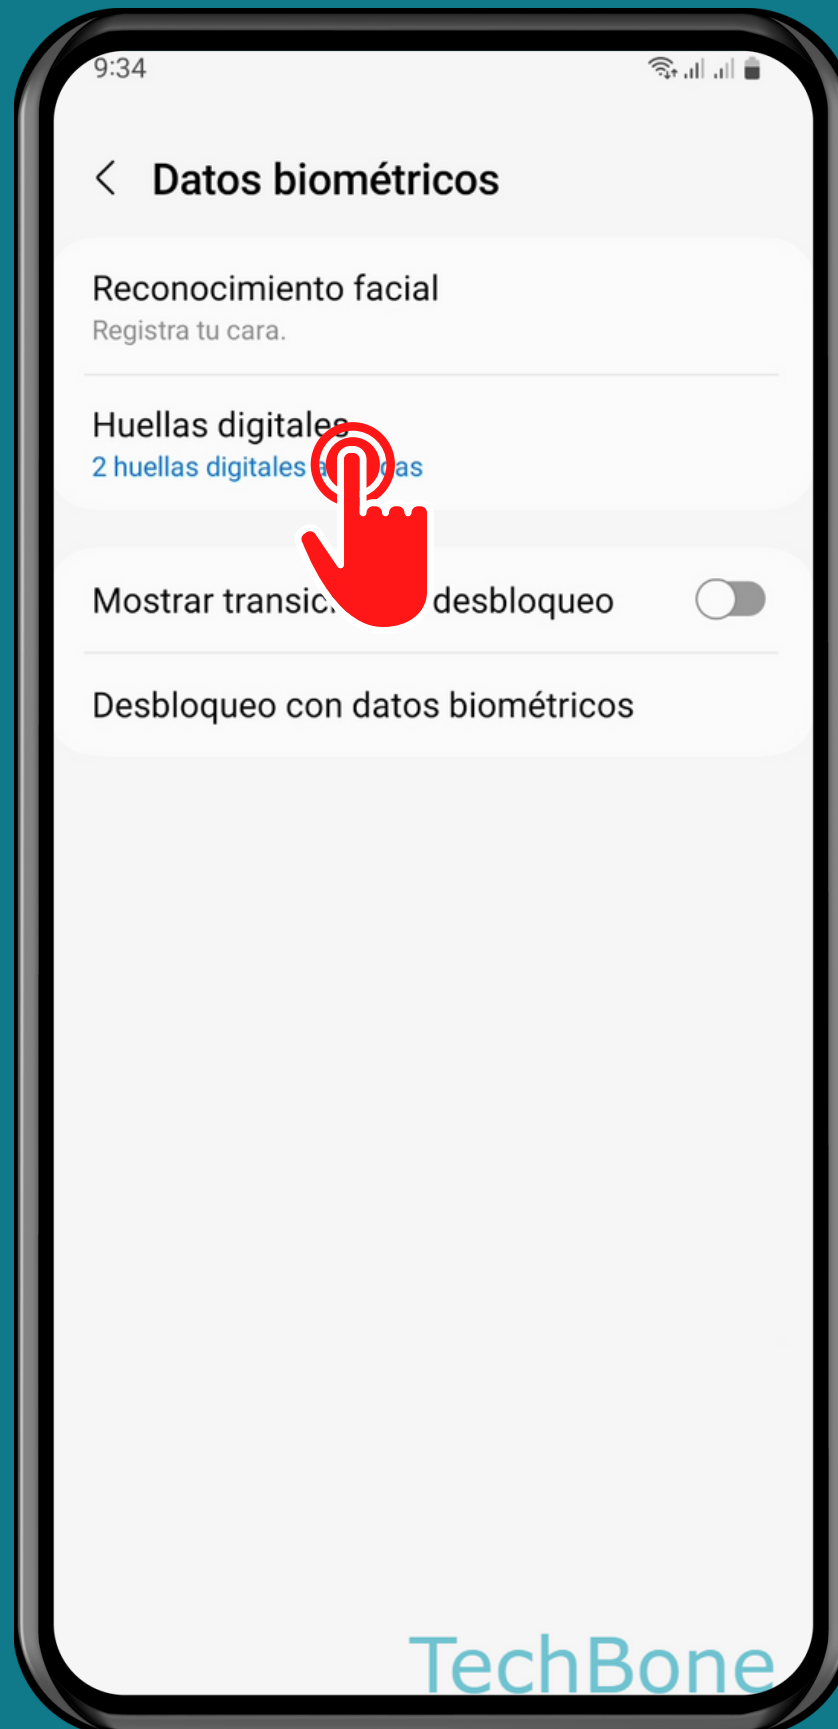 9:34
Datos biométricos
Reconocimiento facial
Registra tu cara.
Huellas digitales
2 huellas digitales
Mostrar desbloqueo
Desbloqueo con datos biométricos
TechBone